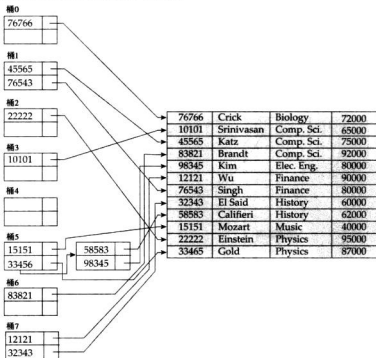 桶0
76766
桶1
45565
76543
桶2
22222
桶3
10101
桶4
桶5
15151
33456
58583
98345
桶6
83821
桶7
12121
32343
76766 Crick Biology 72000
10101 Srinivasan Comp. Sci. 65000
45565 Katz Comp. Sci. 75000
83821 Brandt Comp. Sci. 92000
98345 Kim Elec. Eng. 80000
12121 Wu Finance 90000
76543 Singh Finance 80000
32343 El Said History 60000
58583 Califieri History 62000
15151 Mozart Music 40000
22222 Einstein Physics 95000
33465 Gold Physics 87000